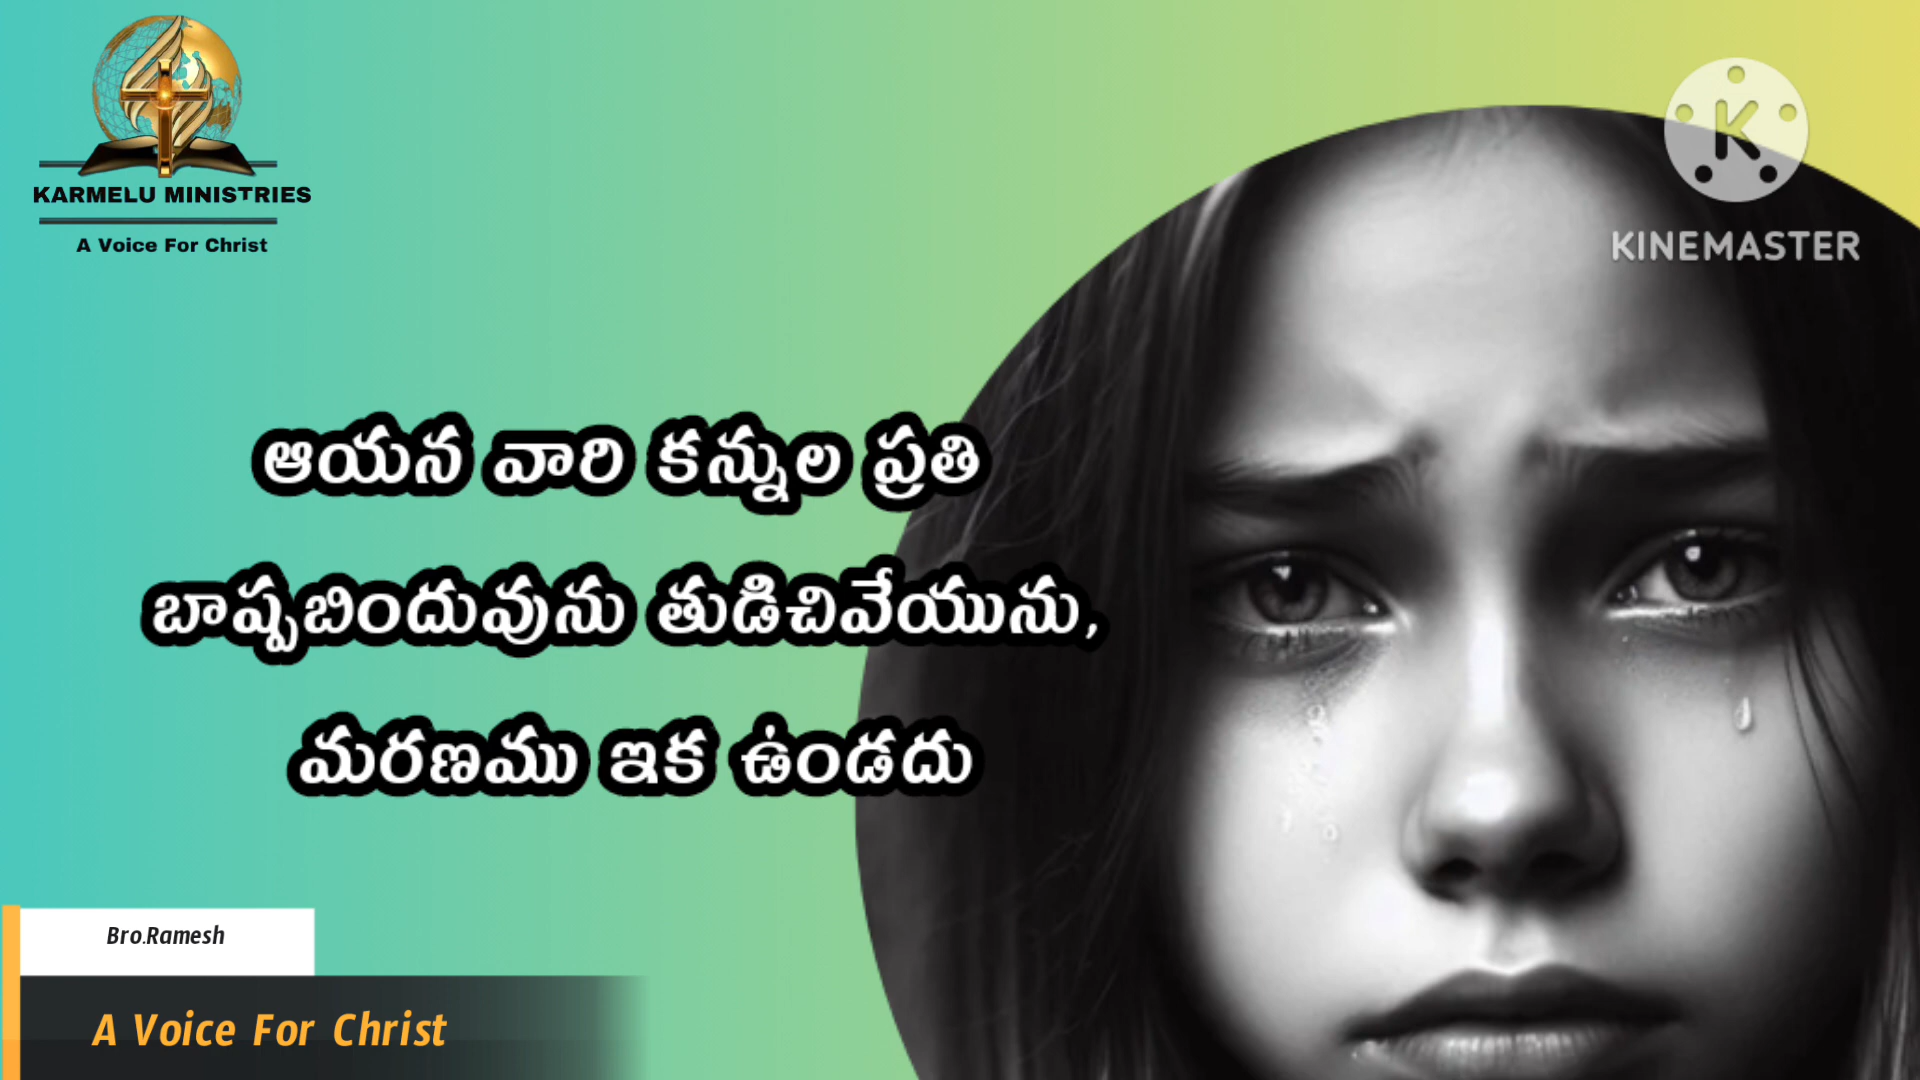 KARMELU MINISTRIES
A Voice For Christ
K
KINEMASTER
ఆయన వారి కన్నుల ప్రతి
బాష్పబిందువును తుడిచివేయును,
మరణము ఇక ఉండదు
Bro.Ramesh
A Voice For Christ